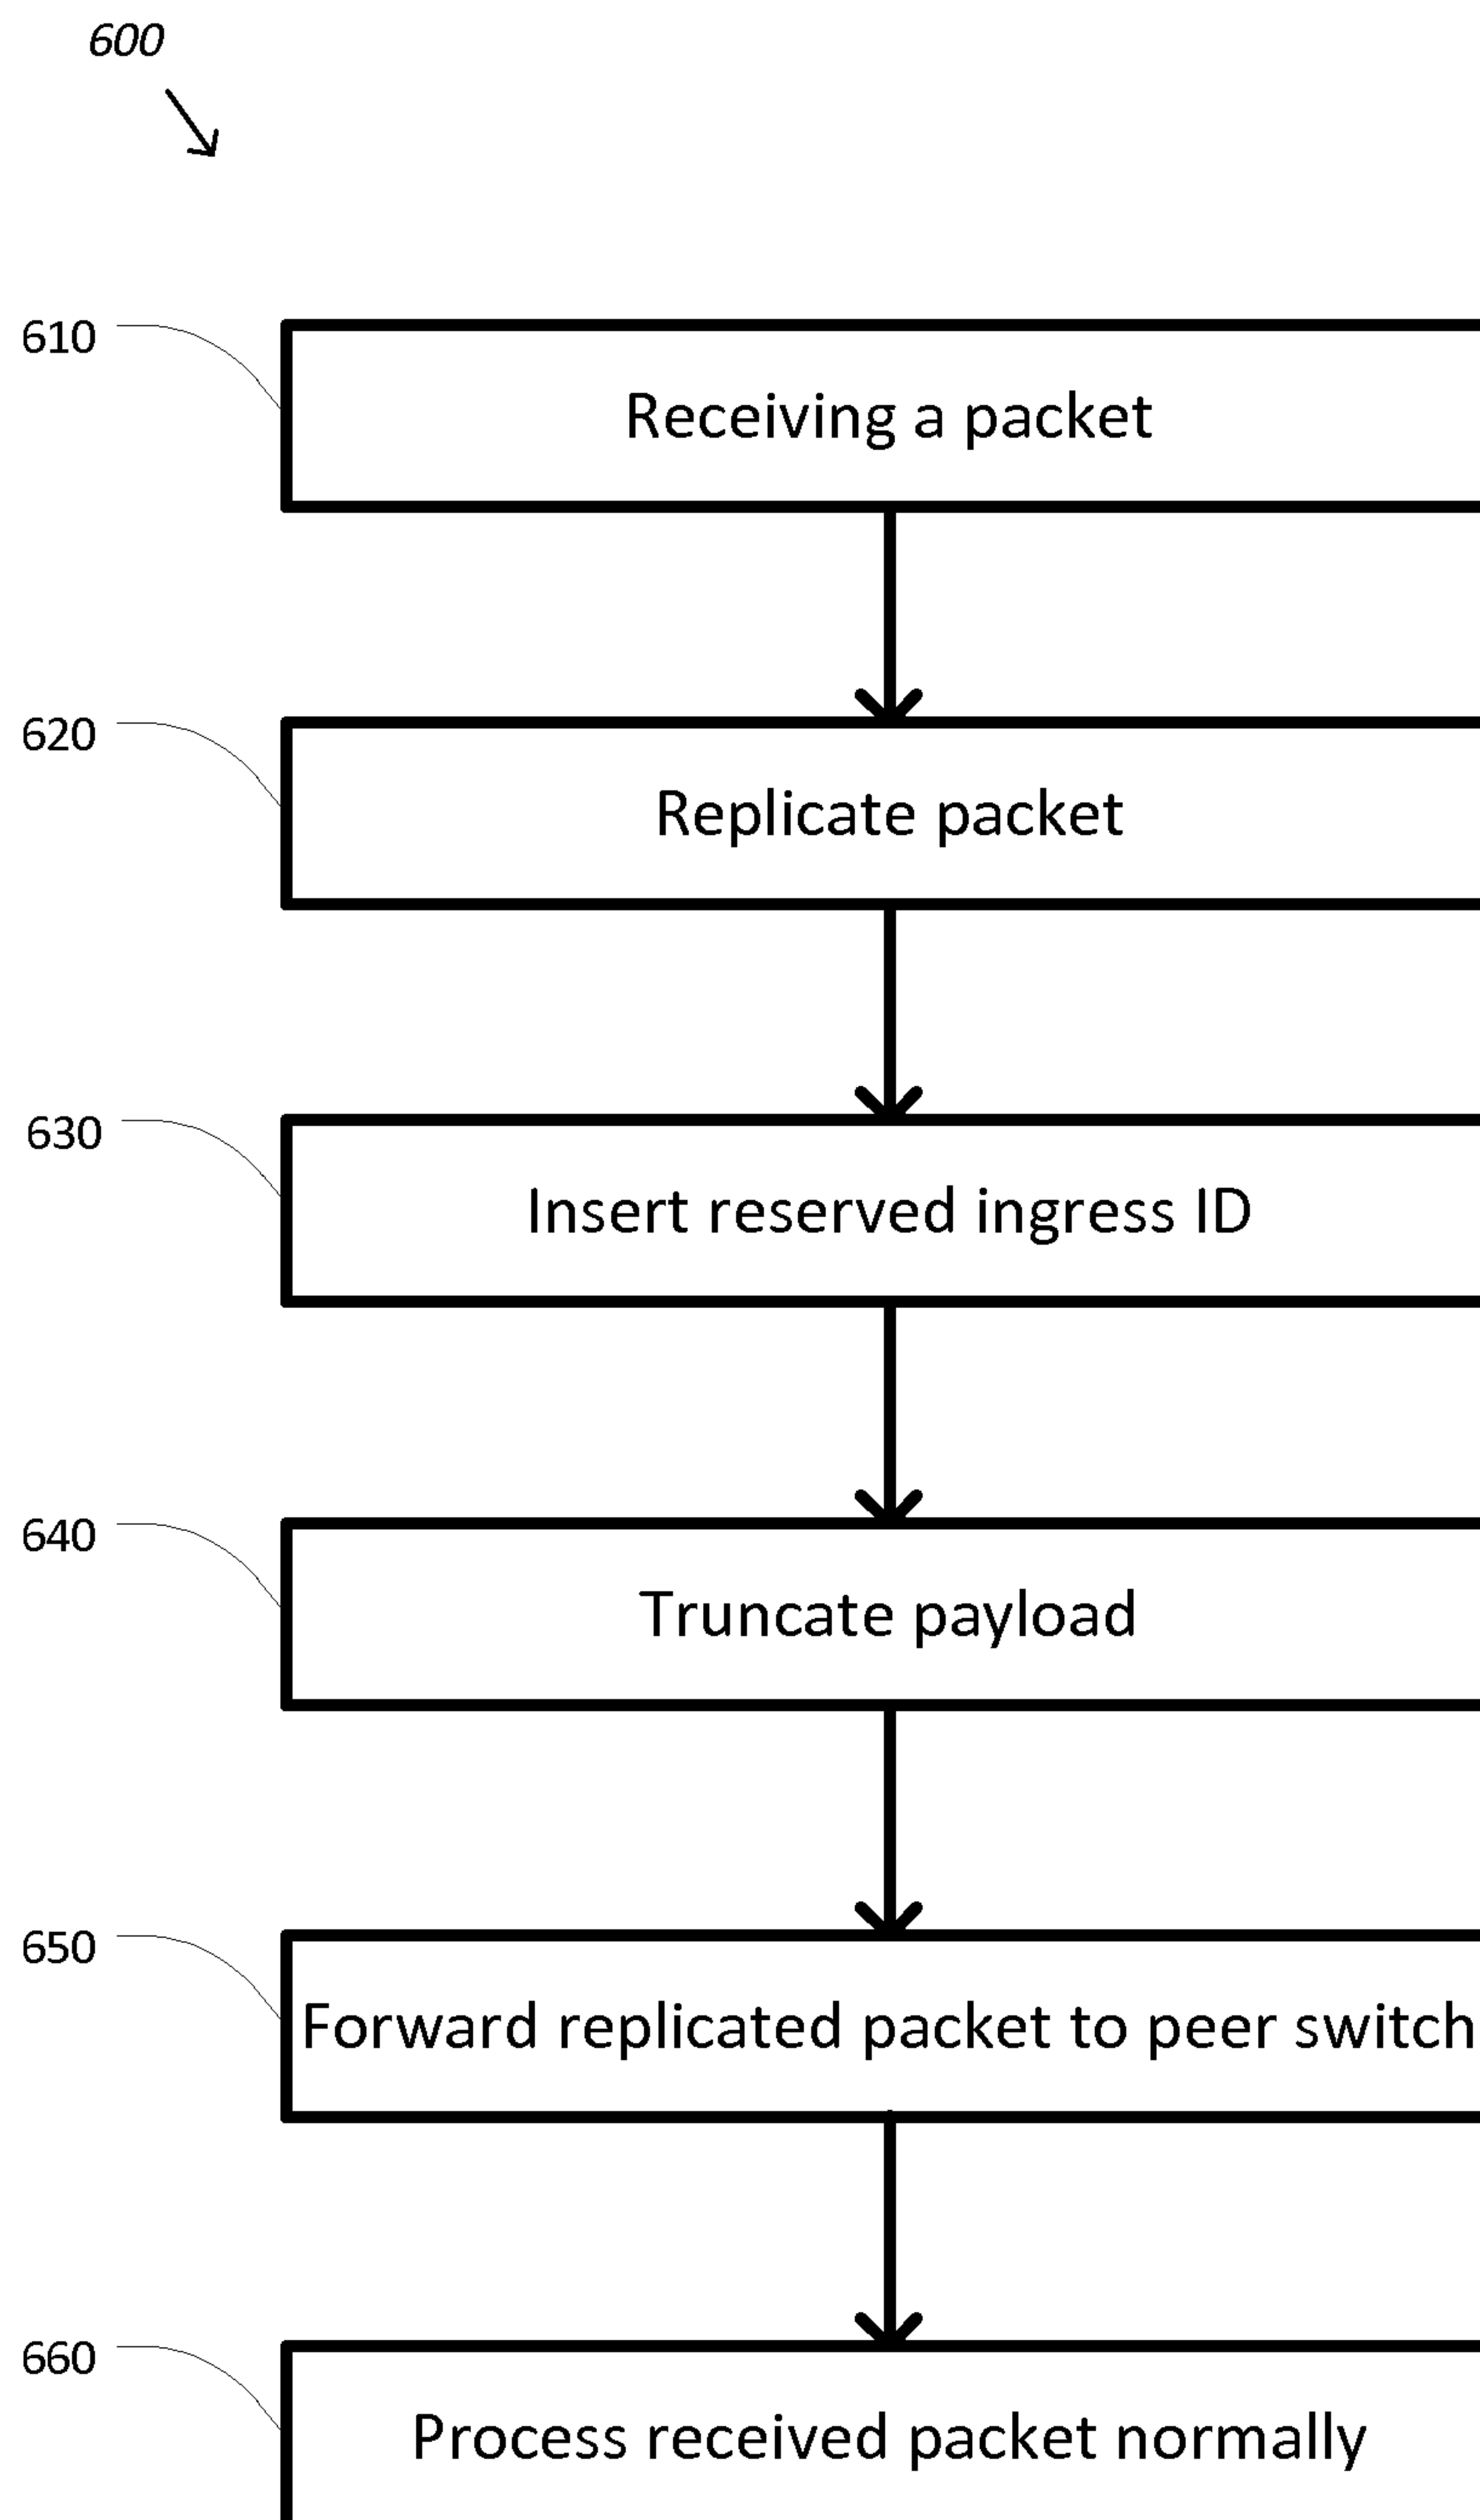 600
610
Receiving a packet
620
Replicate packet
630
Insert reserved ingress ID
640
Truncate payload
650
Forward replicated packet to peer switch
660
Process received packet normally